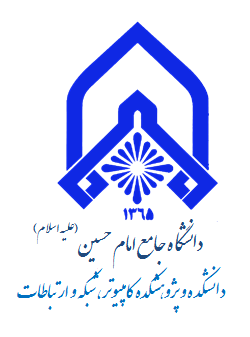 ۱۳۶۵
دانشگاه جامع امام حسین (علیه السلام)
دانشکده و پژوهشکده کامپیوتر، شبکه و ارتباطات